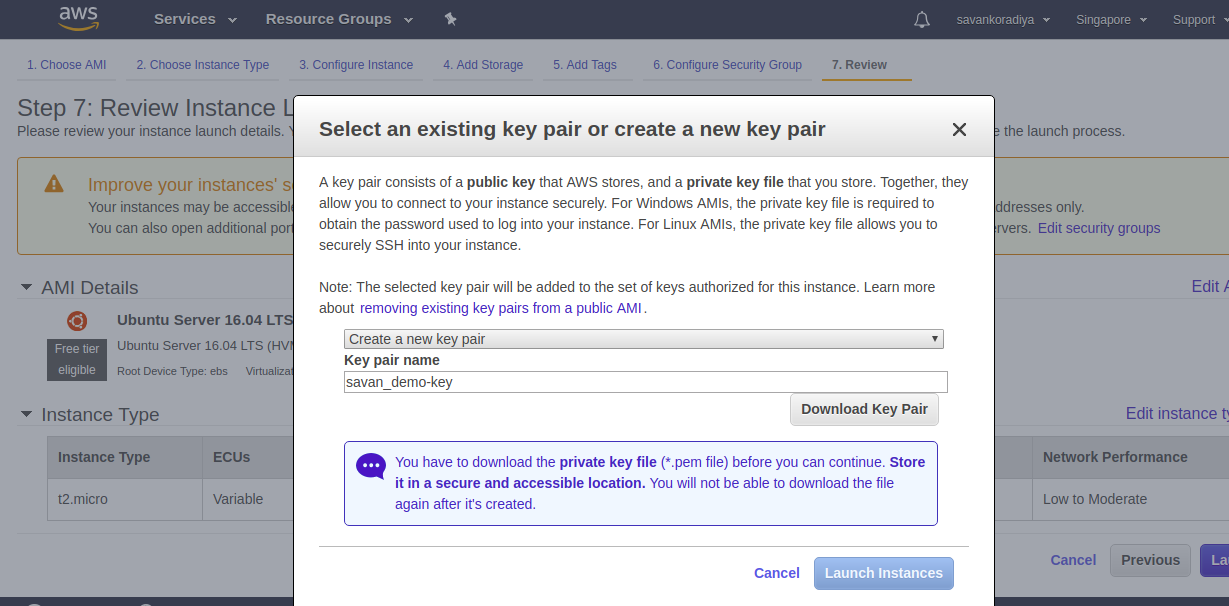 aws Services Resource Groups savankoradiya Singapore Support
1. Choose AMI 2. Choose Instance Type 3. Configure Instance 4. Add Storage 5. Add Tags 6. Configure Security Group 7. Review
Step 7: Review Instance L
Please review your instance launch details. the launch process.
Select an existing key pair or create a new key pair
A key pair consists of a public key that AWS stores, and a private key file that you store. Together, they
allow you to connect to your instance securely. For Windows AMIs, the private key file is required to
obtain the password used to log into your instance. For Linux AMIs, the private key file allows you to
securely SSH into your instance.
Note: The selected key pair will be added to the set of keys authorized for this instance. Learn more
about removing existing key pairs from a public AMI.
Create a new key pair
Key pair name
savan_demo-key
Download Key Pair
You have to download the private key file (*.pem file) before you can continue. Store
it in a secure and accessible location. You will not be able to download the file
again after it's created.
Cancel Launch Instances
Improve your instances' s
Your instances may be accessible ddresses only.
You can also open additional port rvers. Edit security groups
AMI Details Edit A
Ubuntu Server 16.04 LTS
Free tier
eligible
Ubuntu Server 16.04 LTS (HVM
Root Device Type: ebs Virtualizat
Instance Type Edit instance ty
Instance Type ECUs Network Performance
t2.micro Variable Low to Moderate
Cancel Previous Lau